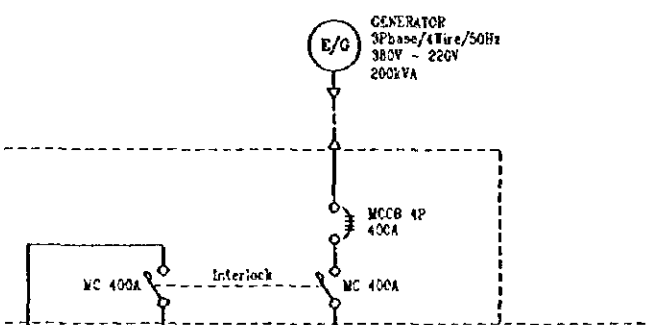 GENERATOR
3Phase/4Wire/50Hz
380V ~ 220V
200kVA
E/G
MCCB 4P
400A
MC 400A
Interlock
MC 400A